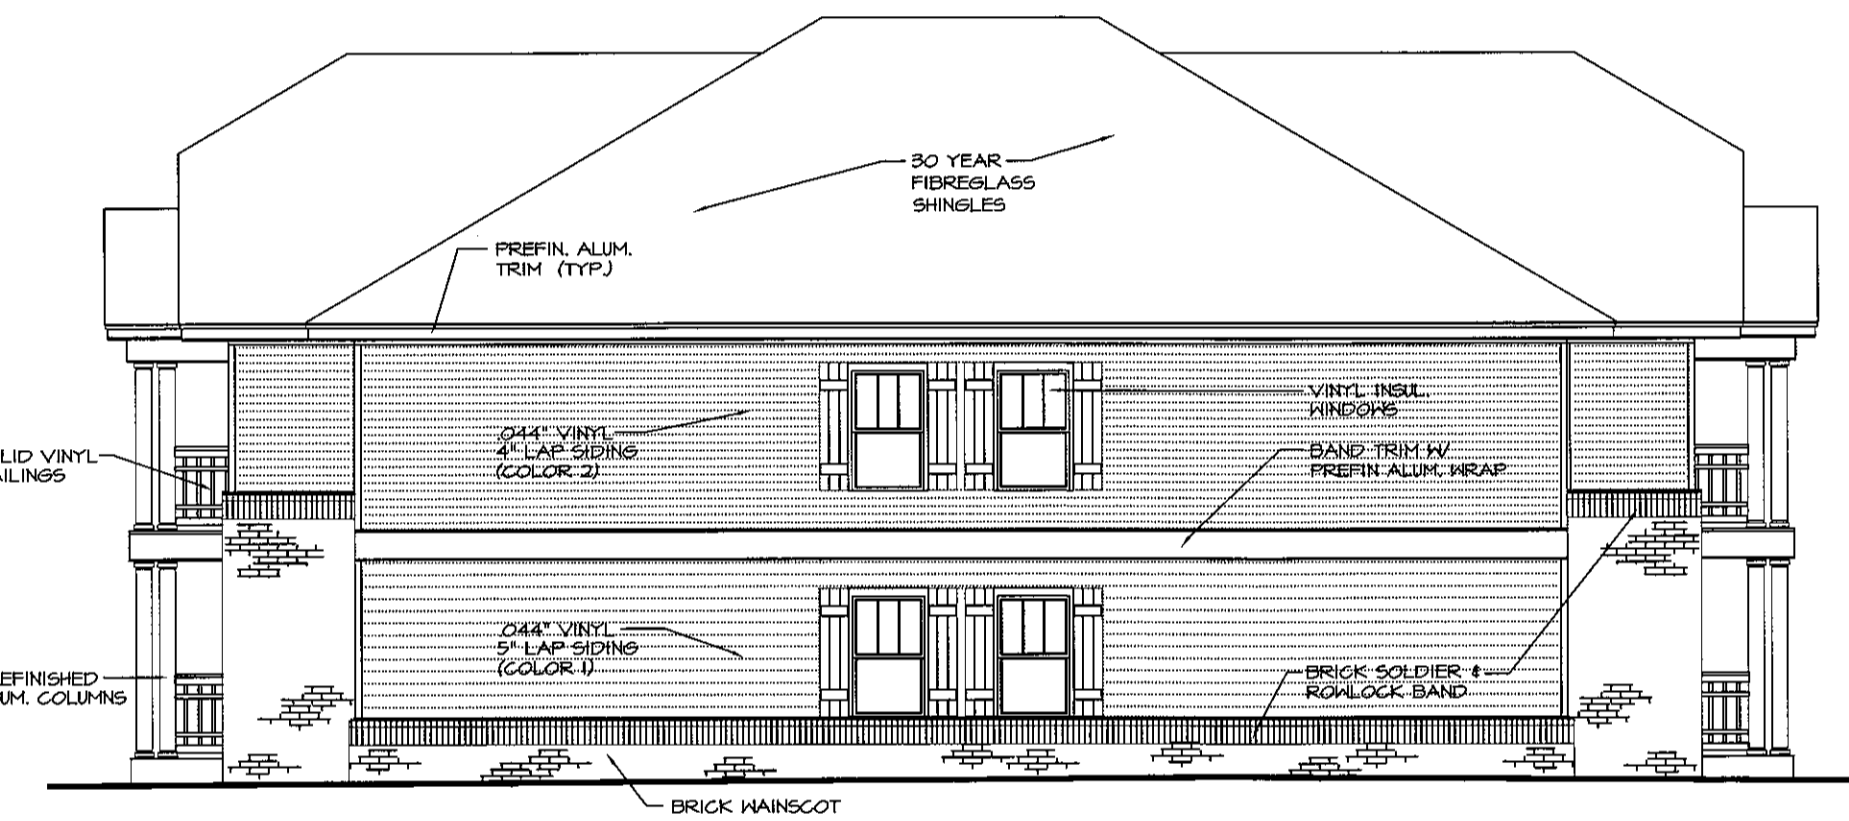 30 YEAR
FIBREGLASS
SHINGLES
PREFIN. ALUM.
TRIM (TYP.)
VINYL INSUL.
WINDOWS
.044" VINYL
4" LAP SIDING
(COLOR 2)
BAND TRIM W/
PREFIN ALUM. WRAP
LID VINYL
AILINGS
.044" VINYL
5" LAP SIDING
(COLOR 1)
BRICK SOLDIER &
ROWLOCK BAND
EFINISHED
UM. COLUMNS
BRICK WAINSCOT